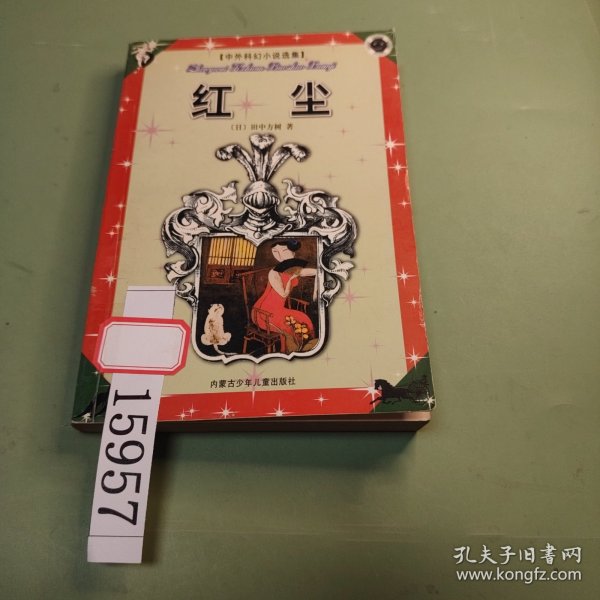 【中外科幻小说选集】
红尘
〔日〕田中方树 著
内蒙古少年儿童出版社
15957
孔夫子旧书网
www.kongfz.com